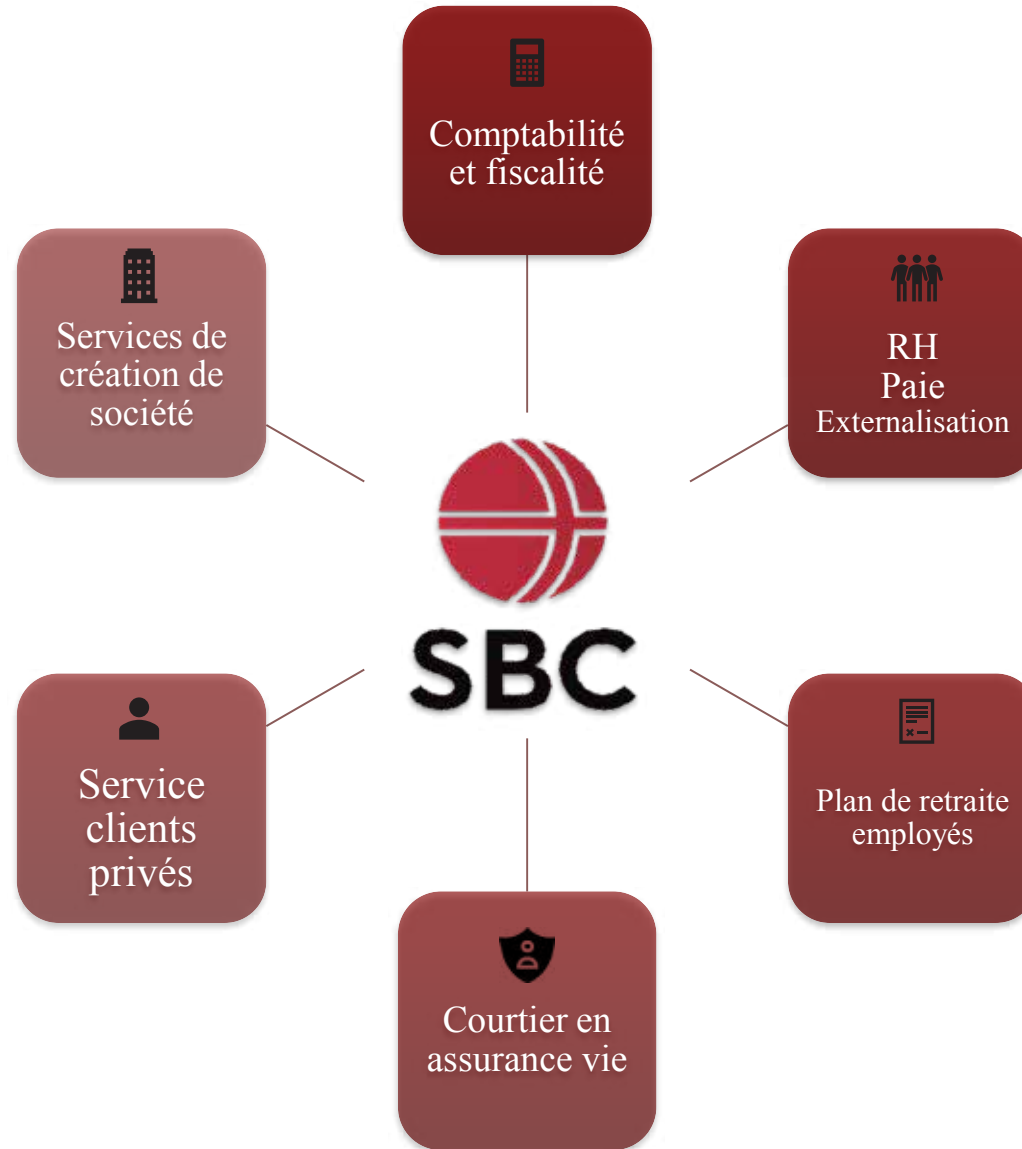 Comptabilité
et fiscalité
Services de
création de
société
RH
Paie
Externalisation
SBC
Service
clients
privés
Plan de retraite
employés
Courtier en
assurance vie